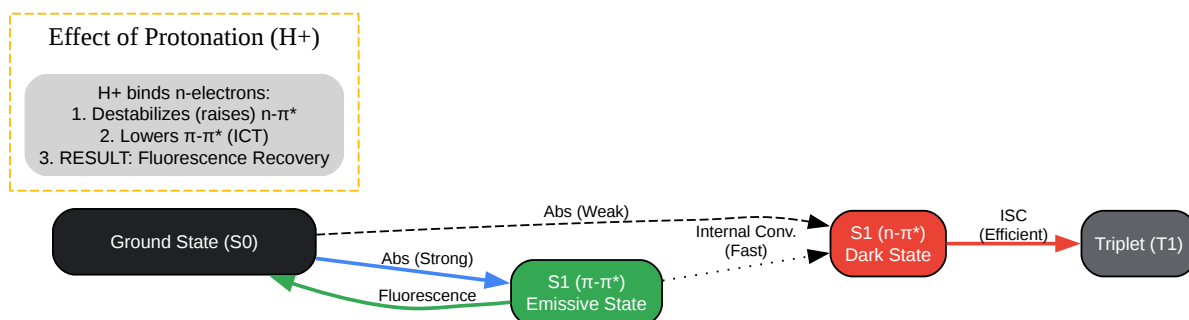 Effect of Protonation (H+)
H+ binds n-electrons:
1. Destabilizes (raises) n-π*
2. Lowers π-π* (ICT)
3. RESULT: Fluorescence Recovery
Ground State (S0)
Abs (Weak)
Abs (Strong)
Fluorescence
S1 (π-π*)
Emissive State
Internal Conv.
(Fast)
S1 (n-π*)
Dark State
ISC
(Efficient)
Triplet (T1)